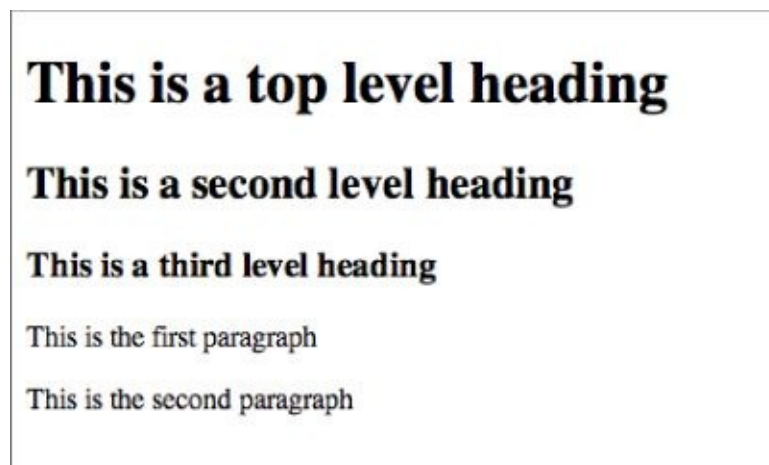 This is a top level heading
This is a second level heading
This is a third level heading
This is the first paragraph
This is the second paragraph